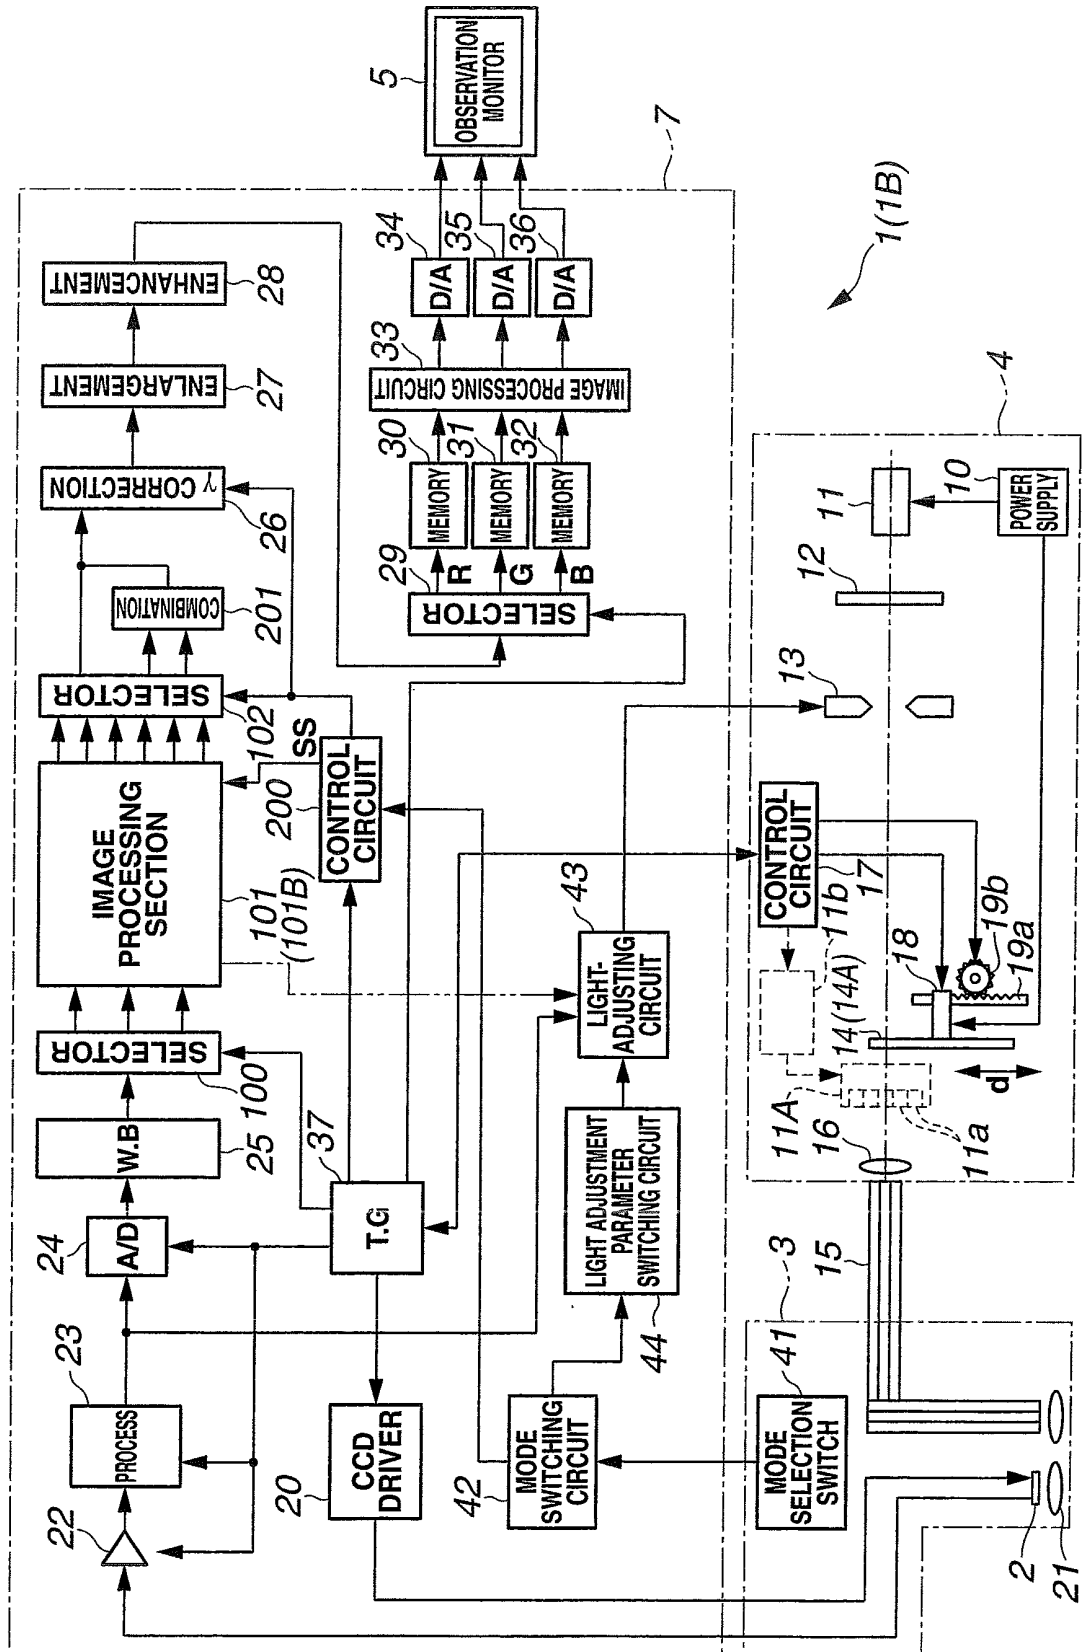 5
OBSERVATION
MONITOR
7
1(1B)
28
ENHANCEMENT
27
ENLARGEMENT
26
γ CORRECTION
201
COMBINATION
102
SELECTOR
34
D/A
35
D/A
36
D/A
33
IMAGE PROCESSING CIRCUIT
30
MEMORY
31
MEMORY
32
MEMORY
29
SELECTOR
R
G
B
SS
200
CONTROL
CIRCUIT
IMAGE
PROCESSING
SECTION
101
(101B)
SELECTOR
100
W.B
25
A/D
24
37
T.G
23
PROCESS
22
20
CCD
DRIVER
43
LIGHT-
ADJUSTING
CIRCUIT
LIGHT ADJUSTMENT
PARAMETER
SWITCHING CIRCUIT
44
42
MODE
SWITCHING
CIRCUIT
41
MODE
SELECTION
SWITCH
3
15
2
21
4
11
10
POWER
SUPPLY
12
13
CONTROL
CIRCUIT
17
11b
18
19b
19a
14(14A)
d
11A
11a
16